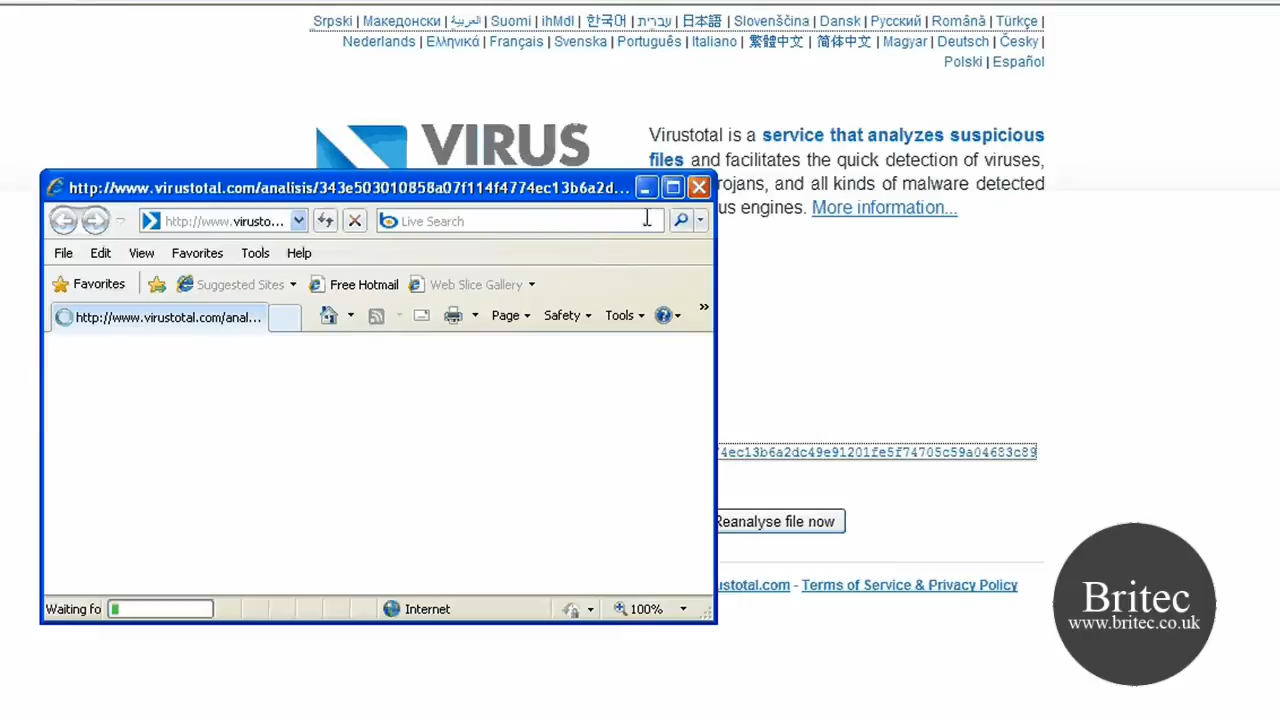 Srpski | Македонски | العربية | Suomi | ihMdI | 한국어 | עברית | 日本語 | Slovenščina | Dansk | Русский | Română | Türkçe |
Nederlands | Ελληνικά | Français | Svenska | Português | Italiano | 繁體中文 | 简体中文 | Magyar | Deutsch | Česky |
Polski | Español
VIRUS
Virustotal is a service that analyzes suspicious
files and facilitates the quick detection of viruses,
rojans, and all kinds of malware detected
us engines. More information...
http://www.virustotal.com/analisis/343e503010858a07f114f4774ec13b6a2d...
http://www.virusto...
Live Search
File Edit View Favorites Tools Help
Favorites Suggested Sites Free Hotmail Web Slice Gallery
http://www.virustotal.com/anal...
Page Safety Tools »
4ec13b6a2dc49e91201fe5f74705c59a04683c89
Reanalyse file now
ustotal.com - Terms of Service & Privacy Policy
Waiting fo Internet 100%
Britec
www.britec.co.uk